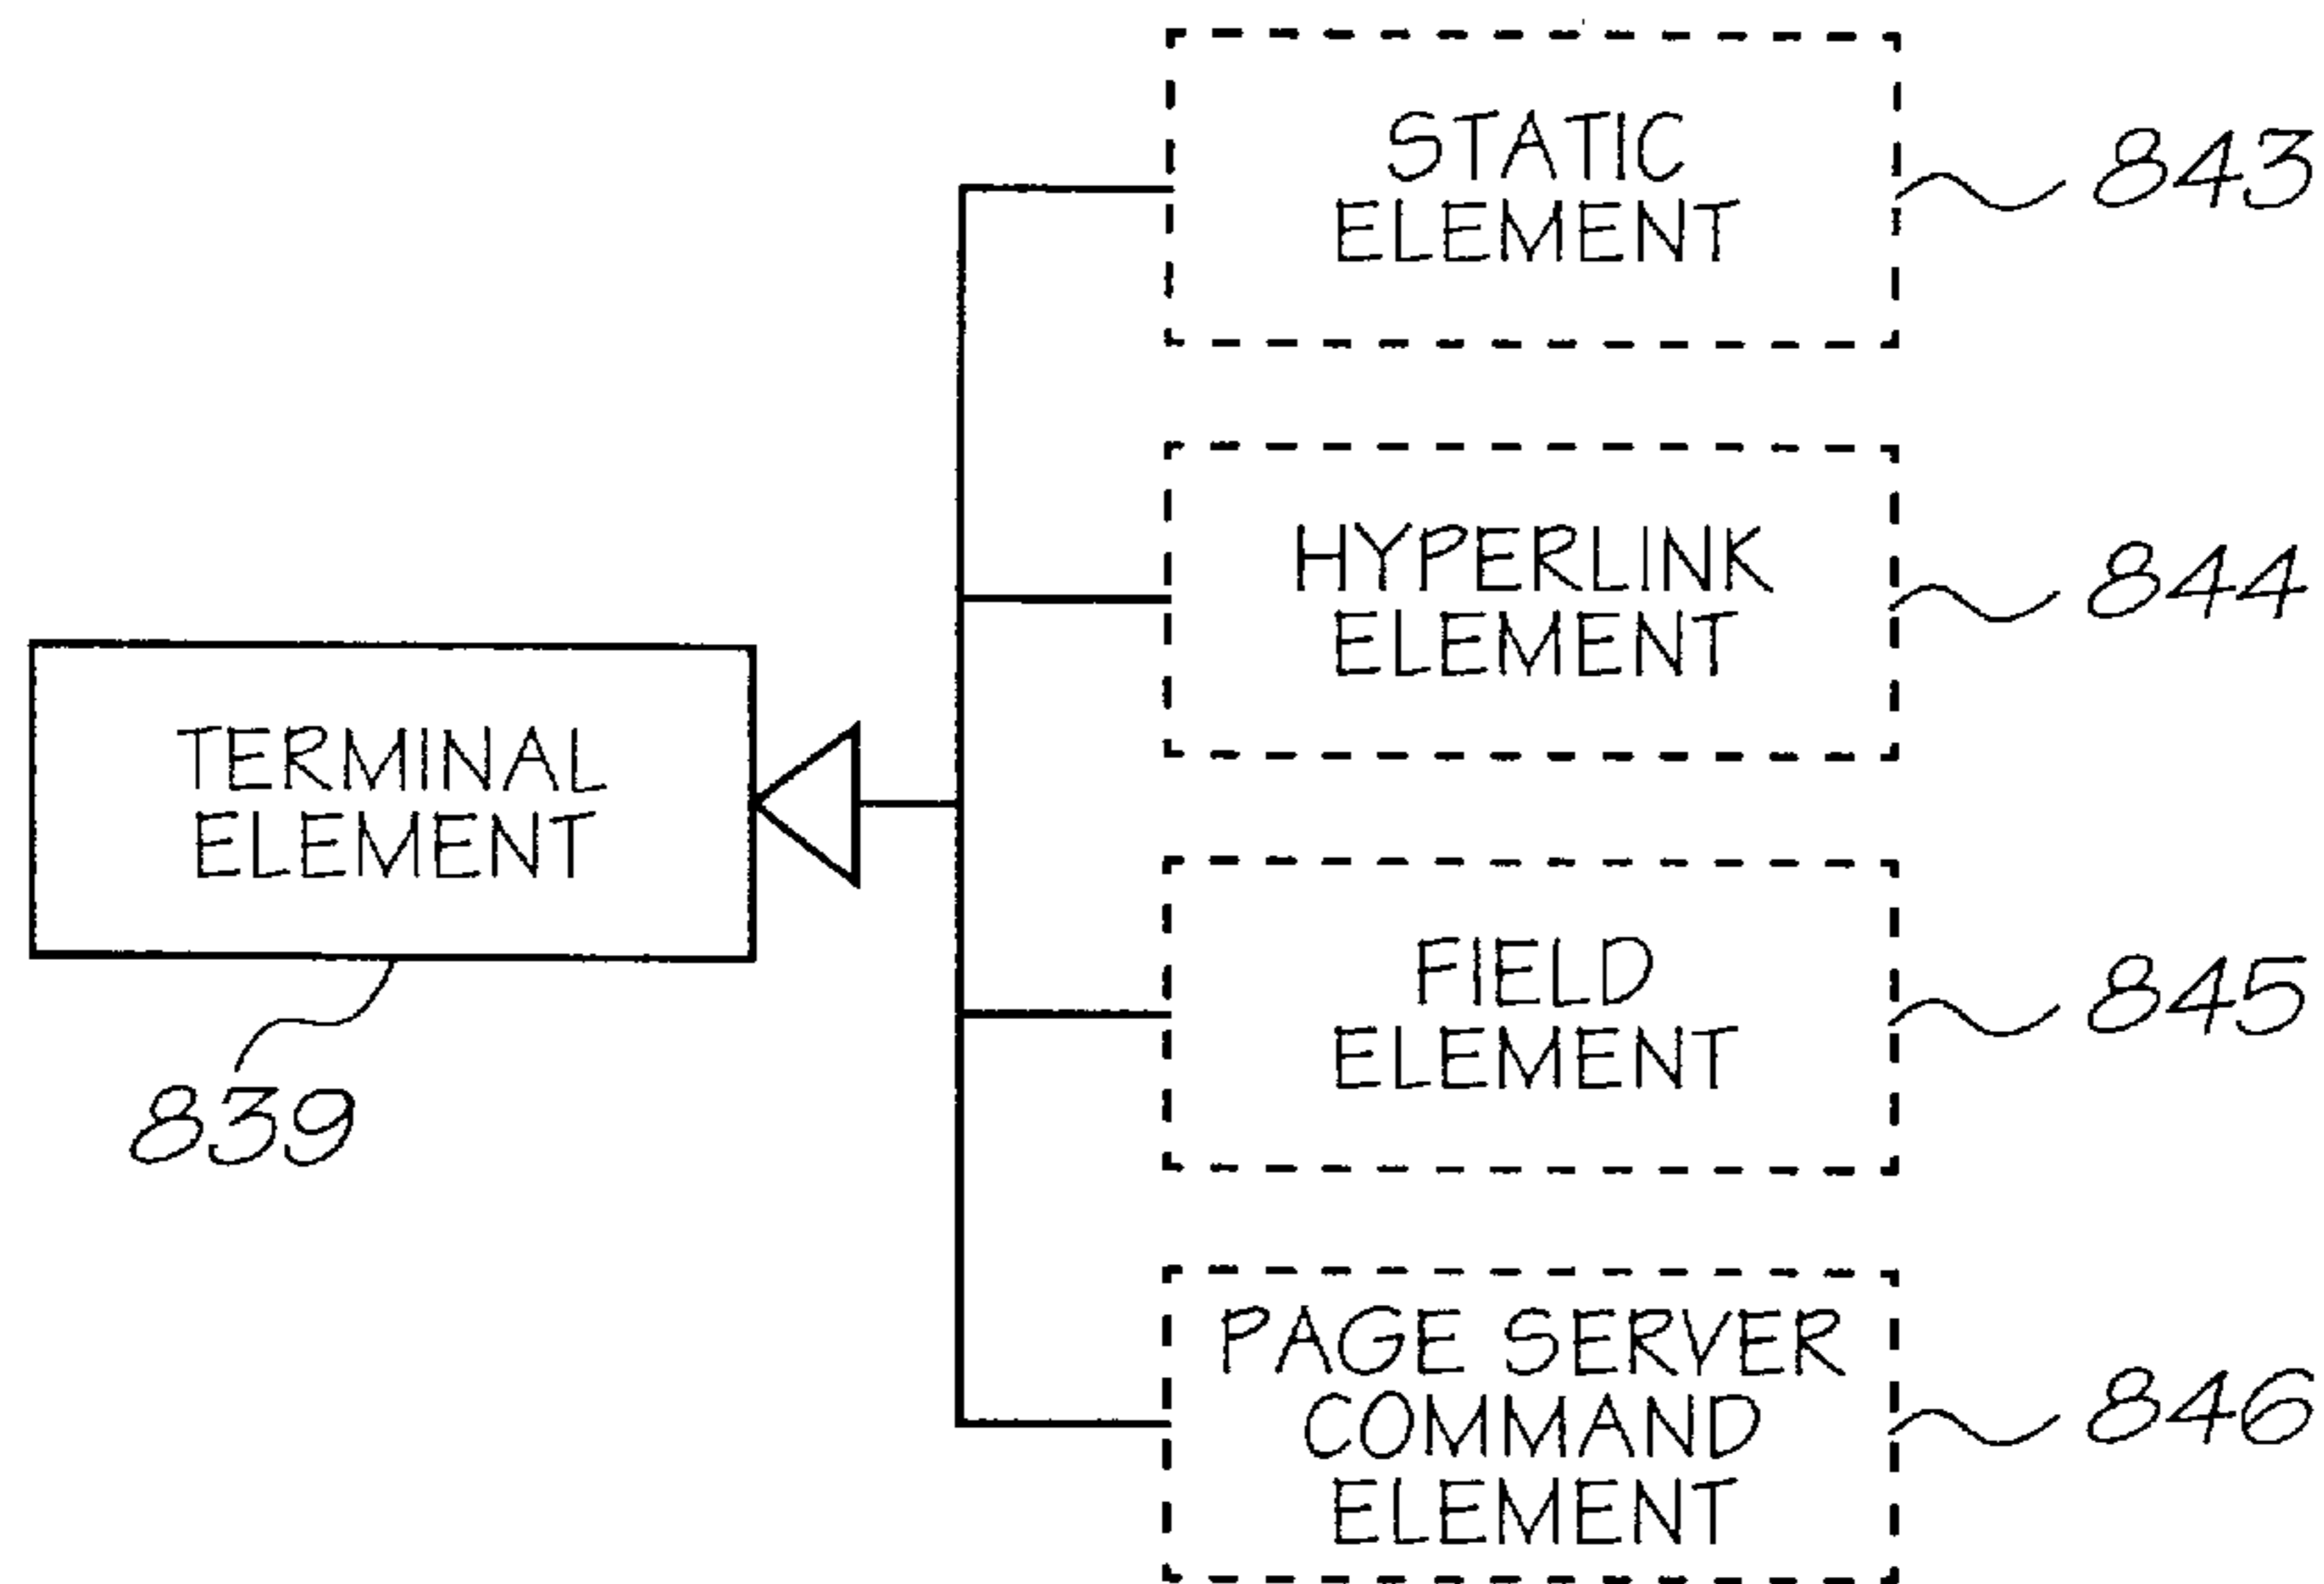 STATIC
ELEMENT
843
HYPERLINK
ELEMENT
844
TERMINAL
ELEMENT
839
FIELD
ELEMENT
845
PAGE SERVER
COMMAND
ELEMENT
846